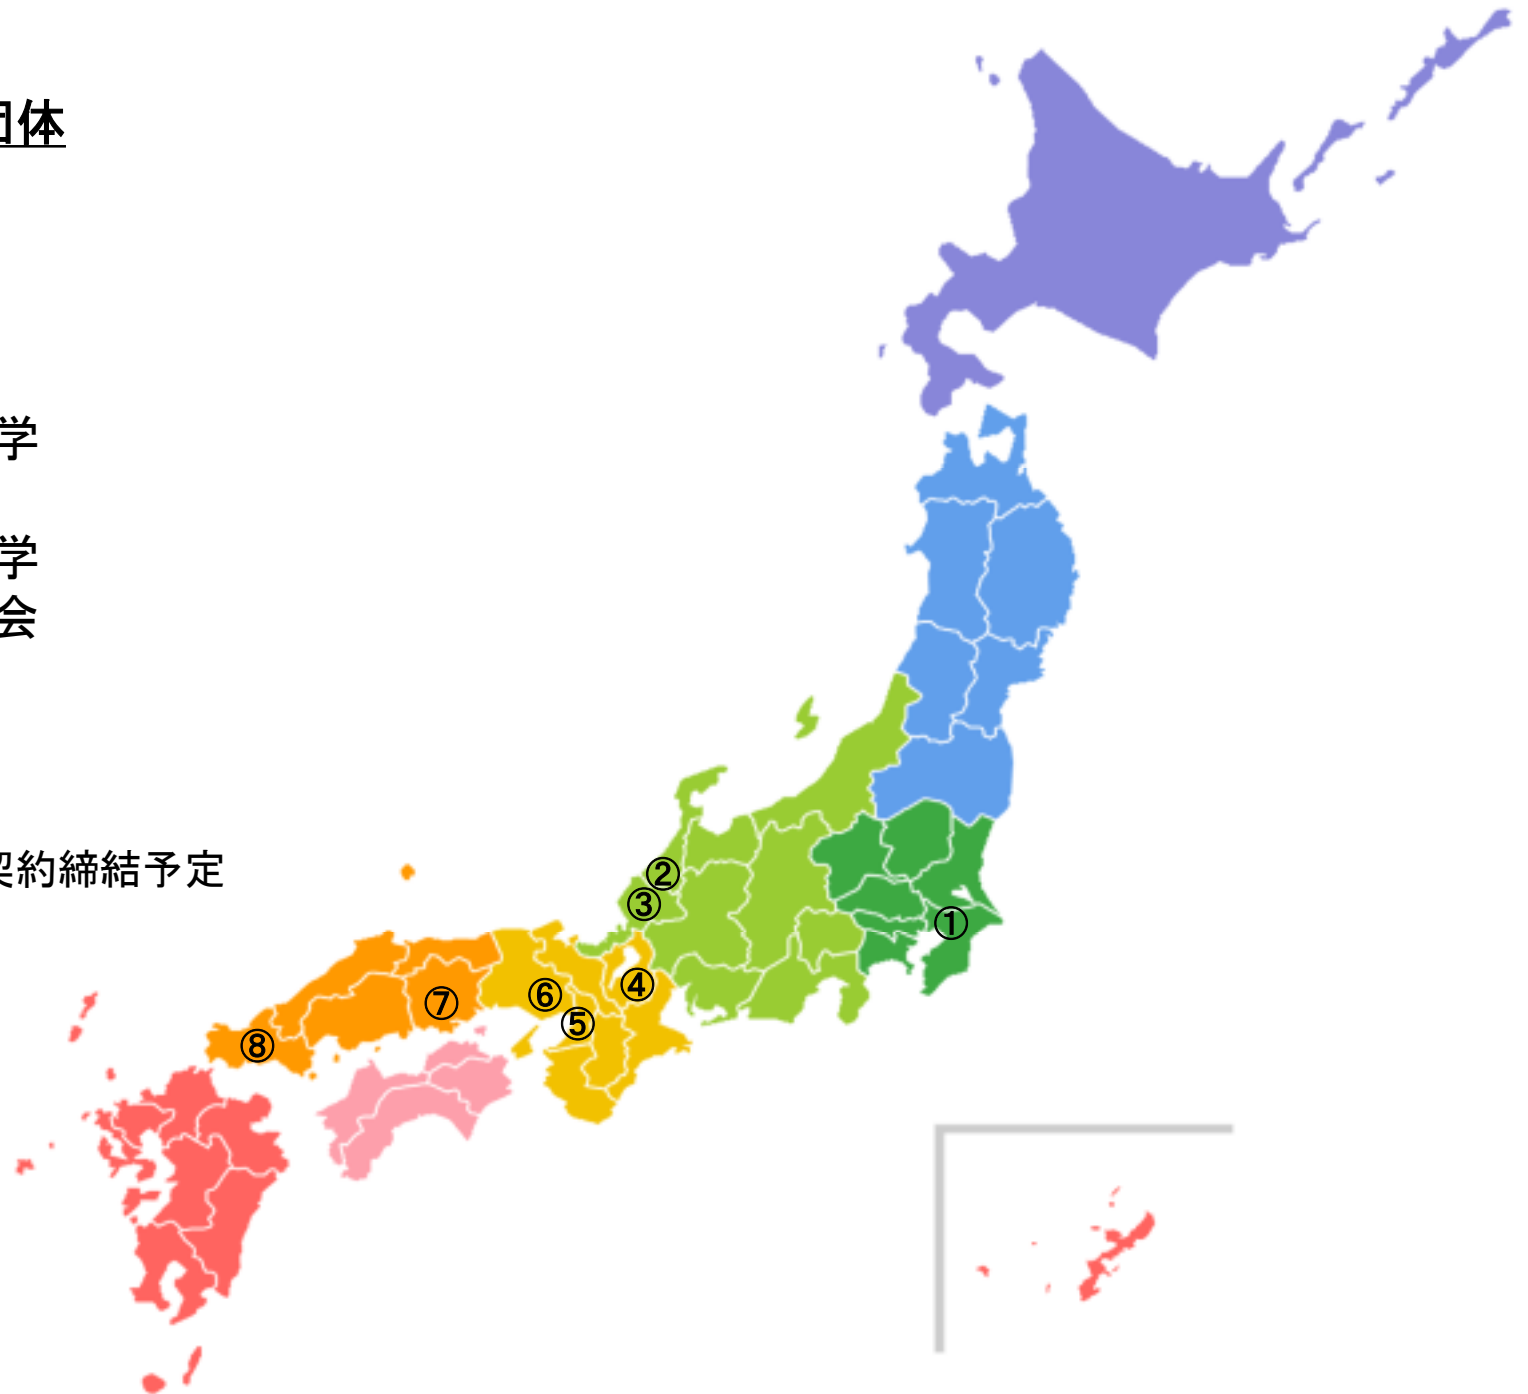 団体
学
学
会
契約締結予定
②
③
①
④
⑥
⑦
⑤
⑧